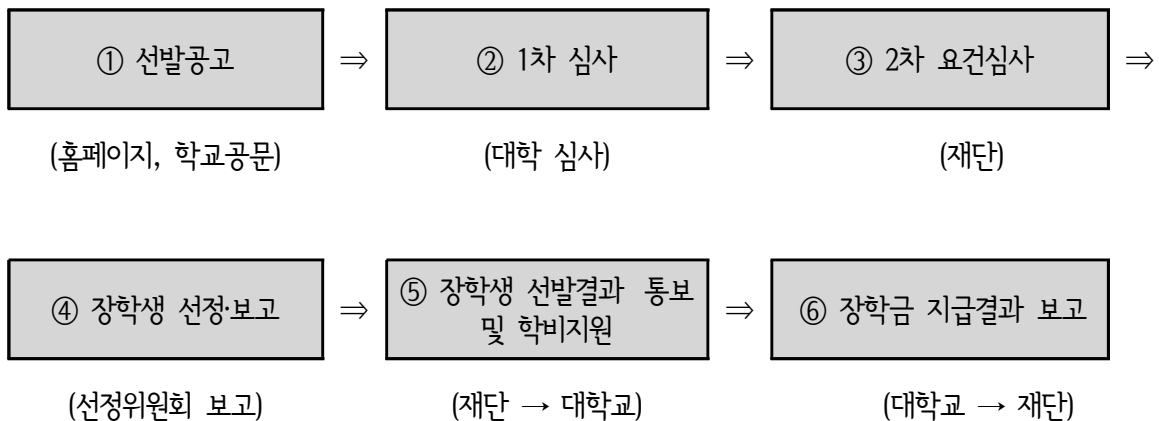 ① 선발공고 ⇒ ② 1차 심사 ⇒ ③ 2차 요건심사 ⇒
(홈페이지, 학교공문) (대학 심사) (재단)
④ 장학생 선정·보고 ⇒ ⑤ 장학생 선발결과 통보
및 학비지원 ⇒ ⑥ 장학금 지급결과 보고
(선정위원회 보고) (재단 → 대학교) (대학교 → 재단)